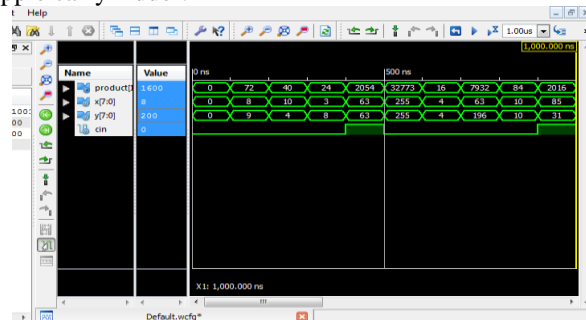 Help
1.00us
1,000.000 ns
Name Value 0 ns 500 ns
product[1 1600 0 72 40 24 2054 32773 16 7932 84 2016
x[7:0] 8 0 8 10 3 63 255 4 63 10 85
y[7:0] 200 0 9 4 8 63 255 4 196 10 31
cin 0
X1: 1,000.000 ns
Default.wcfg*